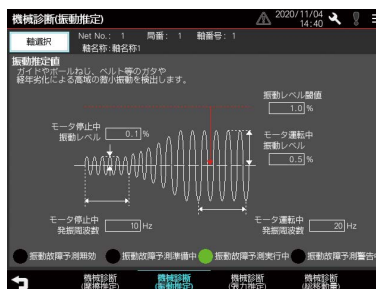 機械診断(振動推定)
2020/11/04
14:40
軸選択
Net No.: 1 局番: 1 軸番号: 1
軸名称:軸名称1
振動推定値
ガイドやボールねじ、ベルト等のガタや
経年劣化による高域の微小振動を検出します。
振動レベル閾値
1.0 %
モータ停止中
振動レベル 0.1 %
モータ運転中
振動レベル
0.5 %
モータ停止中
発振周波数 10 Hz
モータ運転中
発振周波数 20 Hz
振動故障予測無効 振動故障予測準備中 振動故障予測実行中 振動故障予測警告中
機械診断
(摩擦推定)
機械診断
(振動推定)
機械診断
(張力推定)
機械診断
(総移動量)